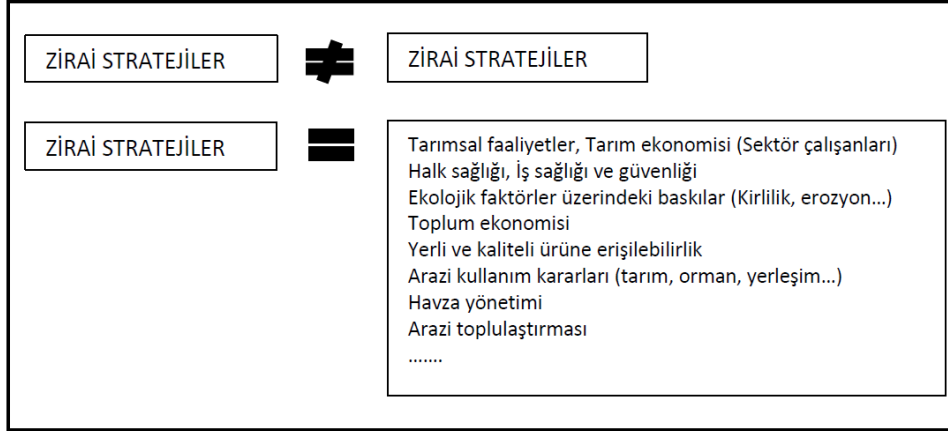 ZİRAİ STRATEJİLER ≠ ZİRAİ STRATEJİLER
ZİRAİ STRATEJİLER =
Tarımsal faaliyetler, Tarım ekonomisi (Sektör çalışanları)
Halk sağlığı, İş sağlığı ve güvenliği
Ekolojik faktörler üzerindeki baskılar (Kirlilik, erozyon...)
Toplum ekonomisi
Yerli ve kaliteli ürüne erişilebilirlik
Arazi kullanım kararları (tarım, orman, yerleşim...)
Havza yönetimi
Arazi toplulaştırması
.......